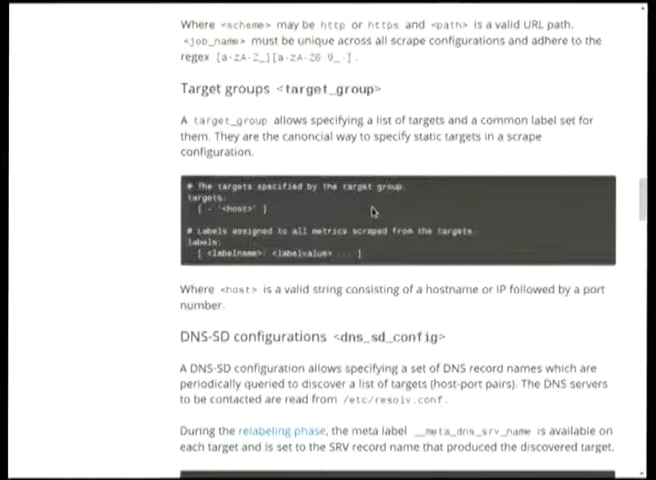 Where <scheme> may be http or https and <path> is a valid URL path.
<job_name> must be unique across all scrape configurations and adhere to the
regex [a-zA-Z_][a-zA-Z0-9_-].
Target groups <target_group>
A target_group allows specifying a list of targets and a common label set for
them. They are the canoncial way to specify static targets in a scrape
configuration.
# The targets specified by the target group.
targets:
[ - '<host>' ]
# Labels assigned to all metrics scraped from the targets.
labels:
[ <labelname>: <labelvalue> ... ]
Where <host> is a valid string consisting of a hostname or IP followed by a port
number.
DNS-SD configurations <dns_sd_config>
A DNS-SD configuration allows specifying a set of DNS record names which are
periodically queried to discover a list of targets (host-port pairs). The DNS servers
to be contacted are read from /etc/resolv.conf.
During the relabeling phase, the meta label __meta_dns_srv_name is available on
each target and is set to the SRV record name that produced the discovered target.